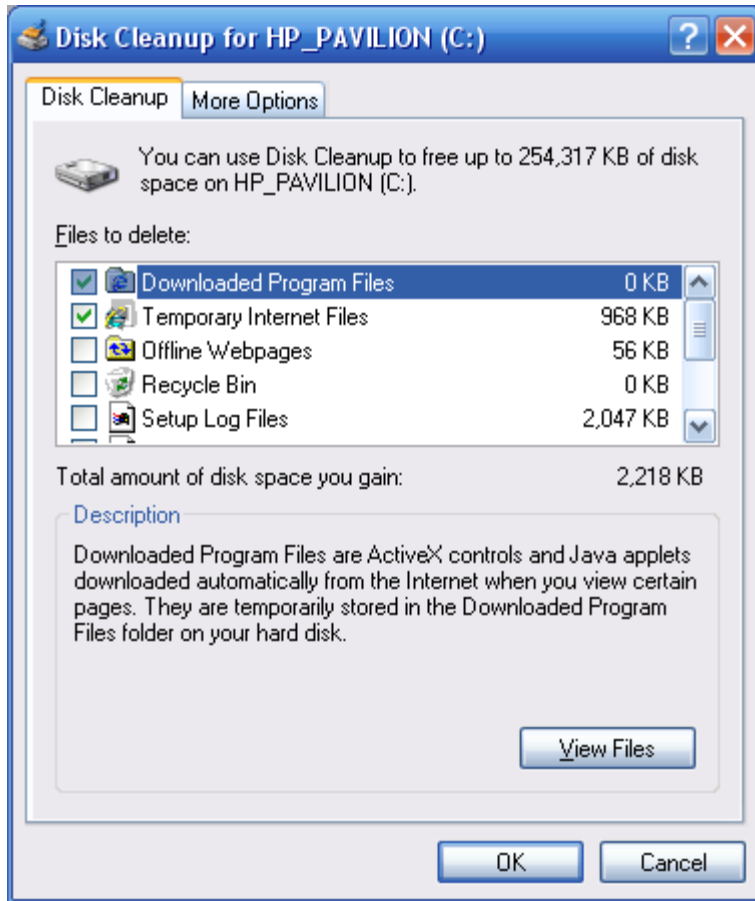 Disk Cleanup for HP_PAVILION (C:)
Disk Cleanup More Options
You can use Disk Cleanup to free up to 254,317 KB of disk
space on HP_PAVILION (C:).
Files to delete:
Downloaded Program Files 0 KB
Temporary Internet Files 968 KB
Offline Webpages 56 KB
Recycle Bin 0 KB
Setup Log Files 2,047 KB
Total amount of disk space you gain: 2,218 KB
Description
Downloaded Program Files are ActiveX controls and Java applets
downloaded automatically from the Internet when you view certain
pages. They are temporarily stored in the Downloaded Program
Files folder on your hard disk.
View Files
OK Cancel